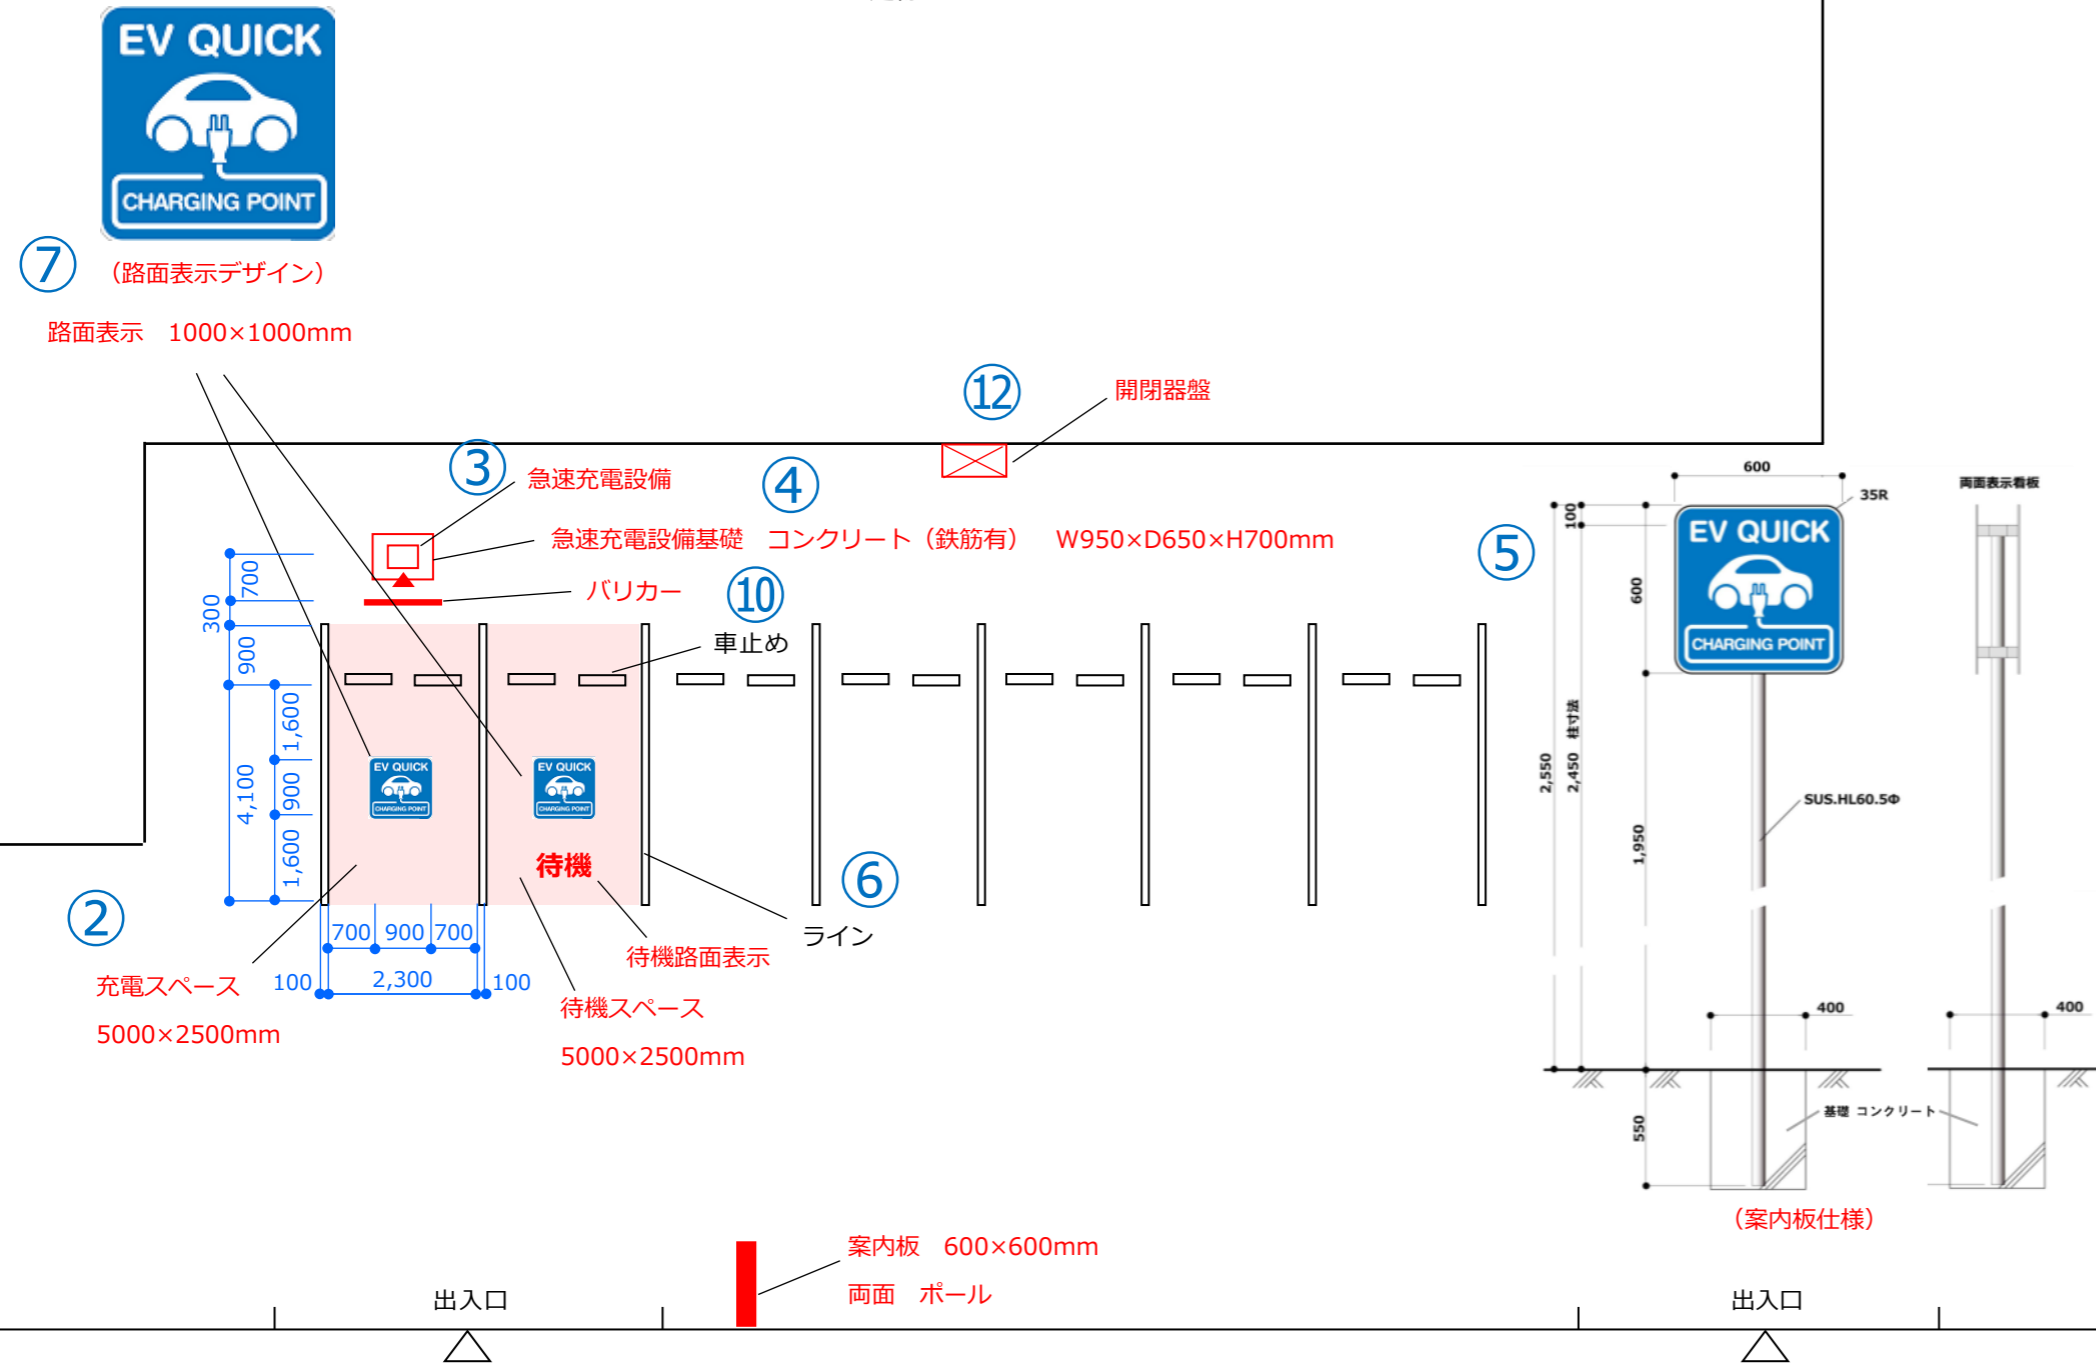 EV QUICK
CHARGING POINT
⑦
（路面表示デザイン）
路面表示　1000×1000mm
⑫
開閉器盤
③
急速充電設備
④
急速充電設備基礎　コンクリート（鉄筋有）　W950×D650×H700mm
バリカー
⑩
車止め
700
300
900
1,600
4,100
900
1,600
EV QUICK
CHARGING POINT
EV QUICK
CHARGING POINT
待機
⑥
ライン
②
700
900
700
100
2,300
100
充電スペース
5000×2500mm
待機路面表示
待機スペース
5000×2500mm
⑤
600
35R
両面表示看板
100
600
EV QUICK
CHARGING POINT
2,550
2,450 柱寸法
1,950
SUS.HL60.5Φ
400
400
550
基礎 コンクリート
（案内板仕様）
案内板　600×600mm
両面　ポール
出入口
出入口